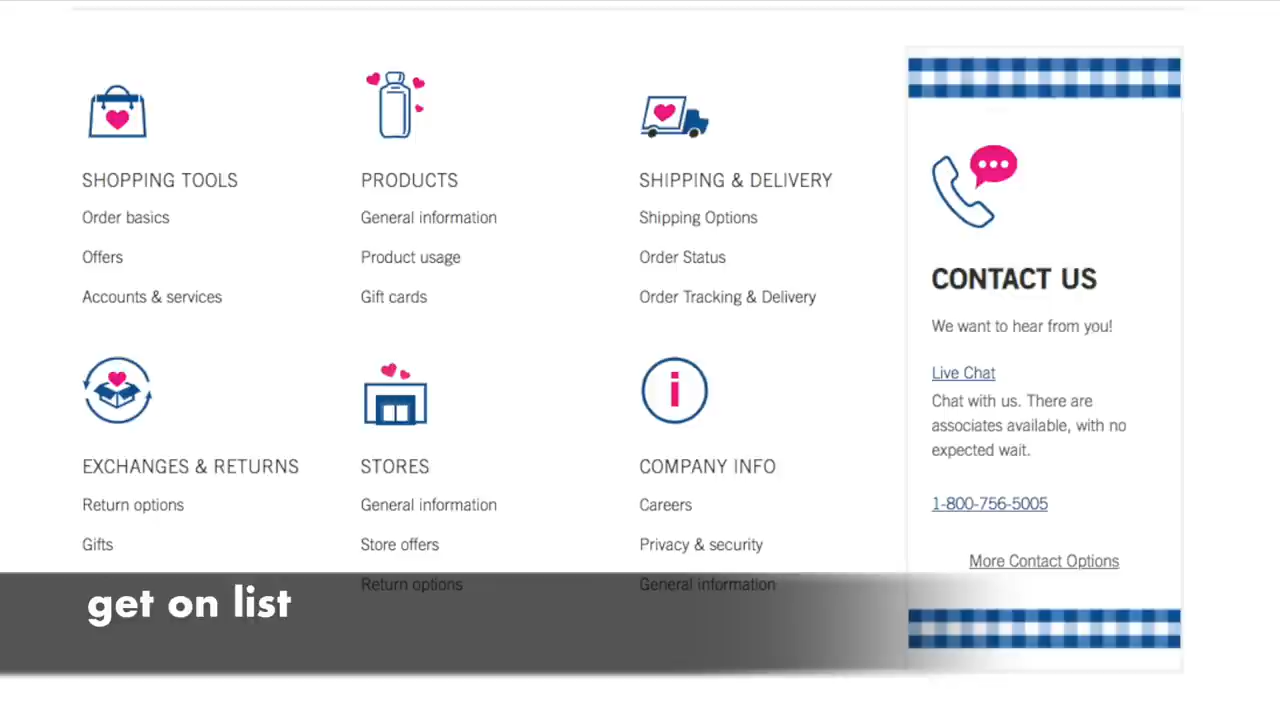 SHOPPING TOOLS
Order basics
Offers
Accounts & services
PRODUCTS
General information
Product usage
Gift cards
SHIPPING & DELIVERY
Shipping Options
Order Status
Order Tracking & Delivery
EXCHANGES & RETURNS
Return options
Gifts
STORES
General information
Store offers
Return options
COMPANY INFO
Careers
Privacy & security
General information
CONTACT US
We want to hear from you!
Live Chat
Chat with us. There are
associates available, with no
expected wait.
1-800-756-5005
More Contact Options
get on list